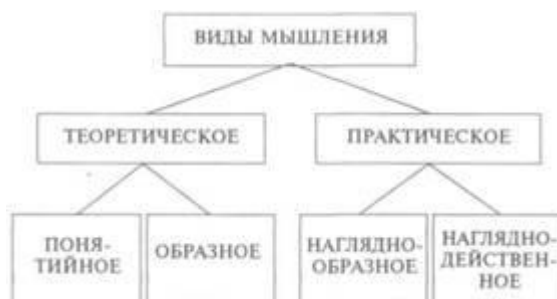 ВИДЫ МЫШЛЕНИЯ
ТЕОРЕТИЧЕСКОЕ
ПРАКТИЧЕСКОЕ
ПОНЯ-
ТИЙНОЕ
ОБРАЗНОЕ
НАГЛЯДНО-
ОБРАЗНОЕ
НАГЛЯДНО-
ДЕЙСТВЕН-
НОЕ